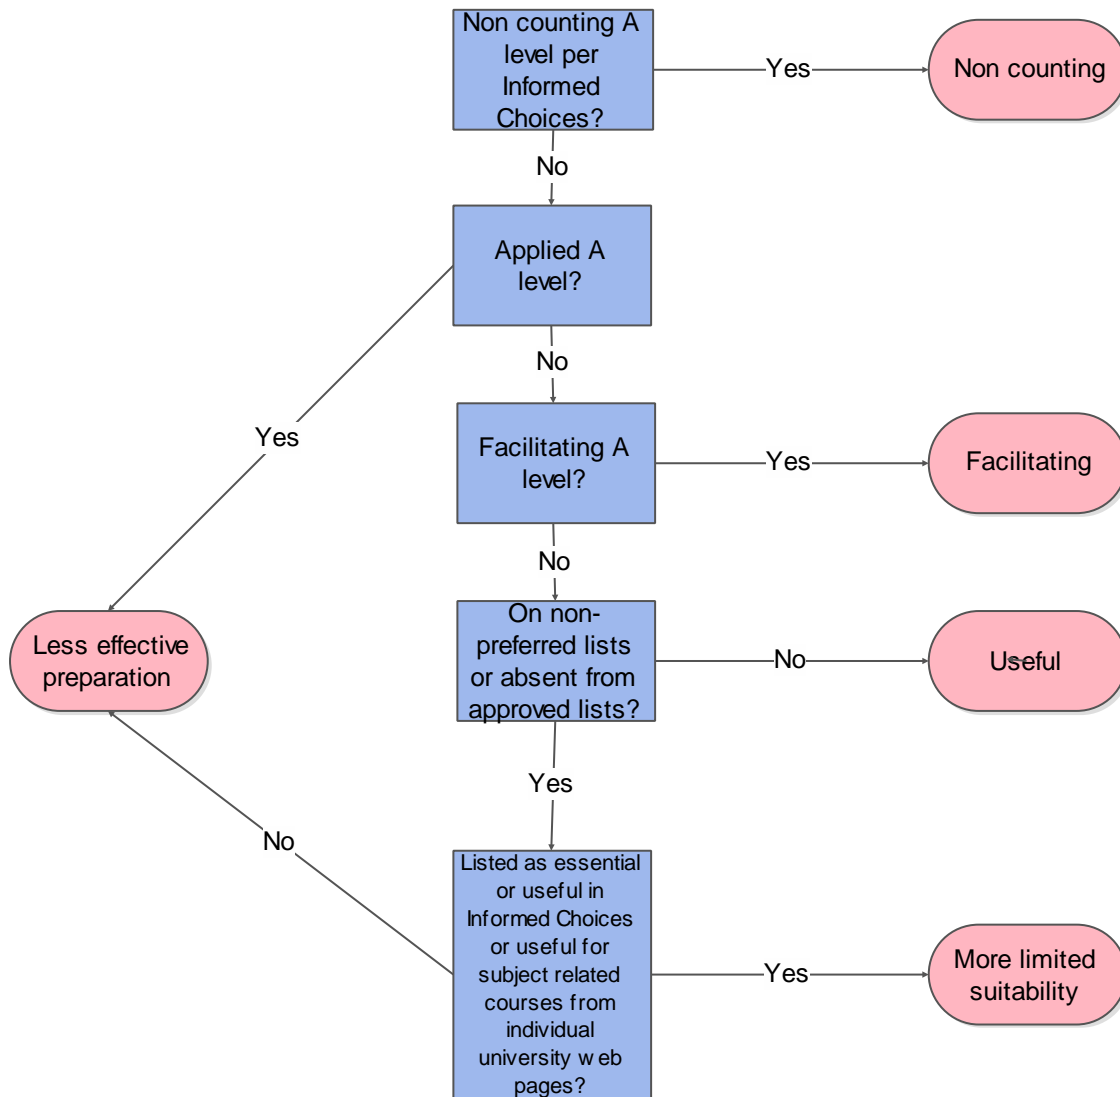 Non counting A
level per
Informed
Choices?
Yes
Non counting
No
Applied A
level?
No
Yes
Facilitating A
level?
Yes
Facilitating
No
Less effective
preparation
On non-
preferred lists
or absent from
approved lists?
No
Useful
Yes
No
Listed as essential
or useful in
Informed Choices
or useful for
subject related
courses from
individual
university web
pages?
Yes
More limited
suitability